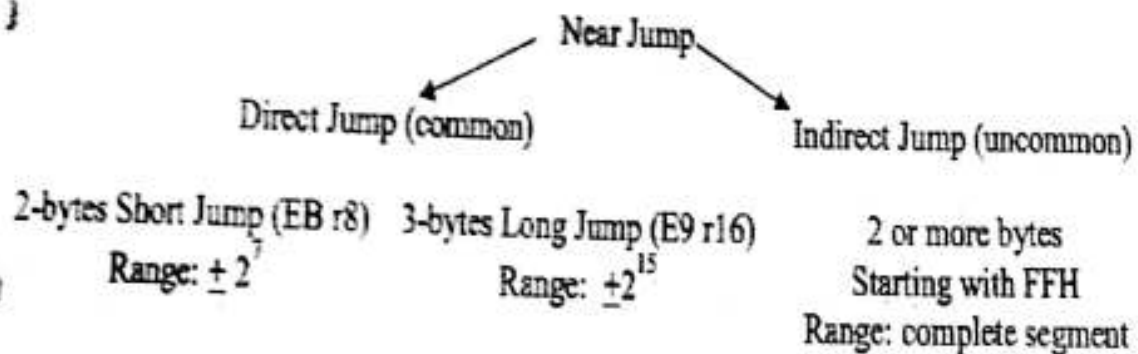 Near Jump
Direct Jump (common)
Indirect Jump (uncommon)
2-bytes Short Jump (EB r8) 3-bytes Long Jump (E9 r16) 2 or more bytes
Range: ± 2^7 Range: ±2^15 Starting with FFH
Range: complete segment